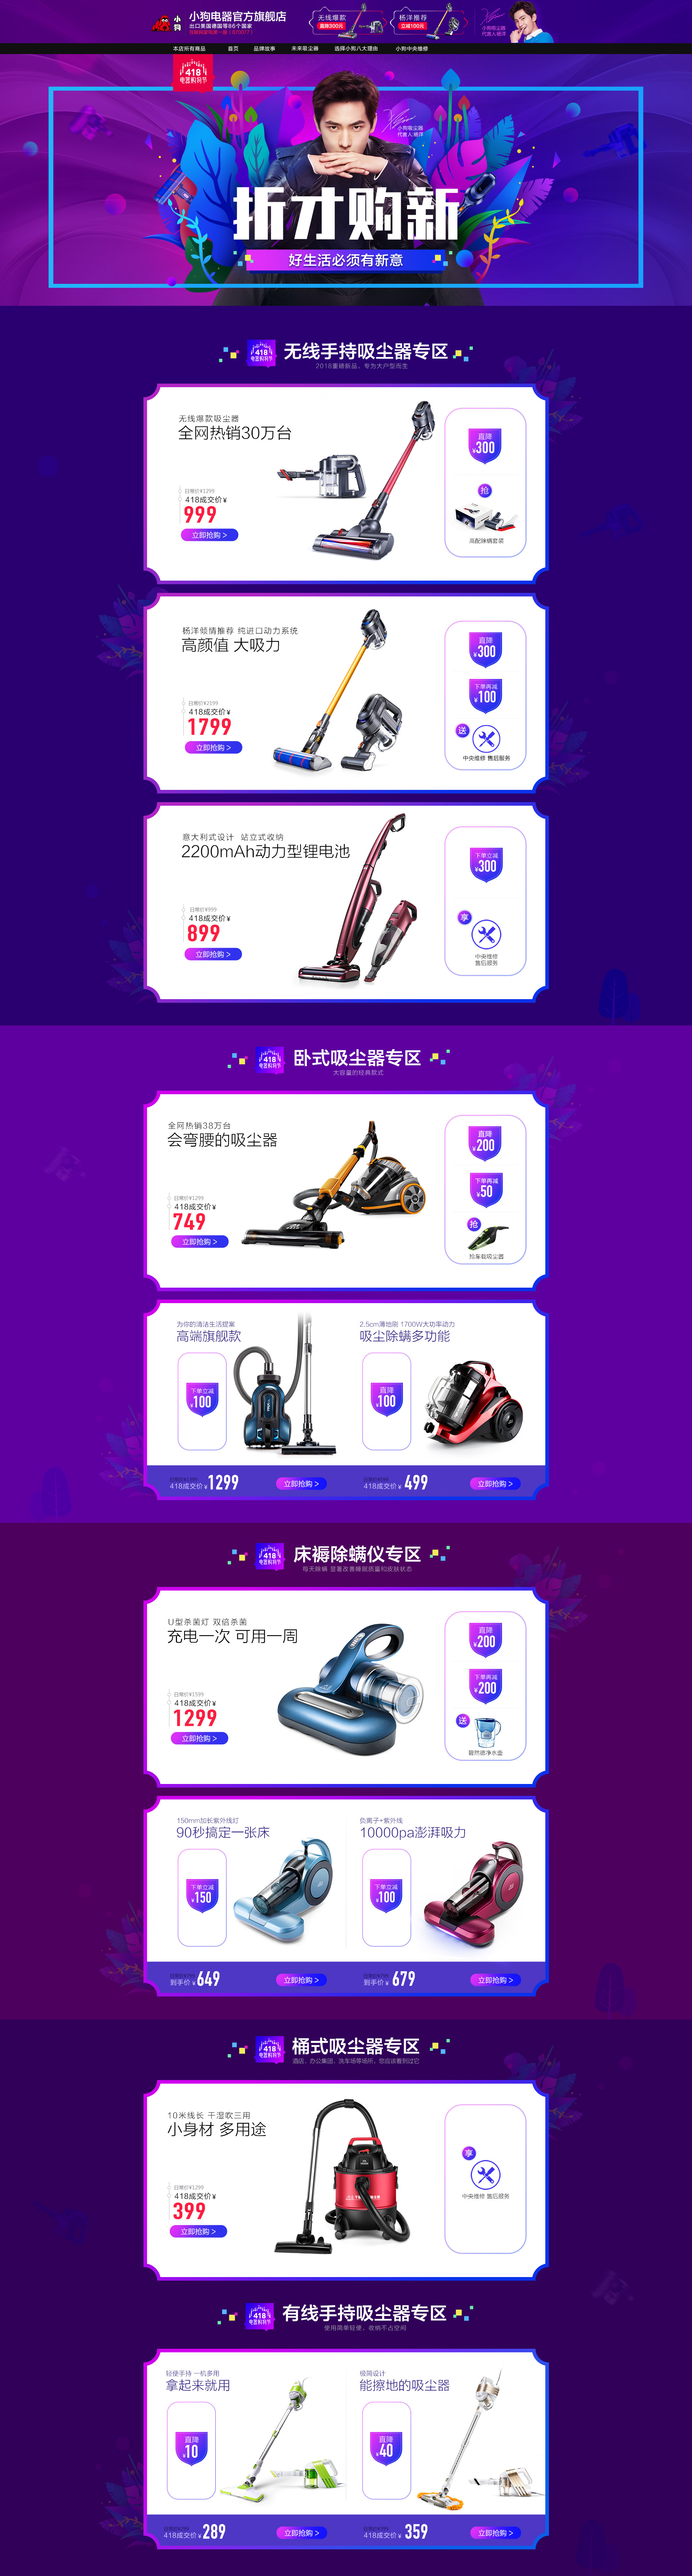 小狗
小狗电器官方旗舰店
出口美国德国等86个国家
无线爆款
直降300元
杨洋推荐
立减100元
小狗吸尘器
代言人杨洋
本店所有商品
首页
品牌故事
未来吸尘器
选择小狗八大理由
小狗中央维修
418
电器购物节
小狗吸尘器
代言人杨洋
折才购新
好生活必须有新意
418
无线手持吸尘器专区
2018重磅新品，专为大户型而生
无线爆款吸尘器
全网热销30万台
日常价¥1299
418成交价¥
999
立即抢购 >
直降
¥300
抢
高配除螨套装
杨洋倾情推荐 纯进口动力系统
高颜值 大吸力
日常价¥2199
418成交价¥
1799
立即抢购 >
直降
¥300
下单再减
¥100
送
中央维修 售后服务
意大利式设计 站立式收纳
2200mAh动力型锂电池
日常价¥999
418成交价¥
899
立即抢购 >
下单立减
¥300
享
中央维修
售后服务
418
卧式吸尘器专区
大容量的经典款式
全网热销38万台
会弯腰的吸尘器
日常价¥1299
418成交价¥
749
立即抢购 >
直降
¥200
下单再减
¥50
抢
抢车载吸尘器
为你的清洁生活提案
高端旗舰款
下单立减
¥100
418成交价¥1299
立即抢购 >
2.5cm薄地刷 1700W大功率动力
吸尘除螨多功能
直降
¥100
418成交价¥499
立即抢购 >
418
床褥除螨仪专区
每天除螨 显著改善睡眠质量和皮肤状态
U型杀菌灯 双倍杀菌
充电一次 可用一周
日常价¥1599
418成交价¥
1299
立即抢购 >
直降
¥200
下单再减
¥200
送
碧然德净水壶
150mm加长紫外线灯
90秒搞定一张床
下单立减
¥150
到手价¥649
立即抢购 >
负离子+紫外线
10000pa澎湃吸力
下单立减
¥100
到手价¥679
立即抢购 >
418
桶式吸尘器专区
酒店、办公集团、洗车场等场所，您应该看到过它
10米线长 干湿吹三用
小身材 多用途
日常价¥1299
418成交价¥
399
立即抢购 >
享
中央维修 售后服务
418
有线手持吸尘器专区
使用简单轻便，收纳不占空间
轻便手持 一机多用
拿起来就用
直降
¥10
418成交价¥289
立即抢购 >
极简设计
能擦地的吸尘器
直降
¥40
418成交价¥359
立即抢购 >